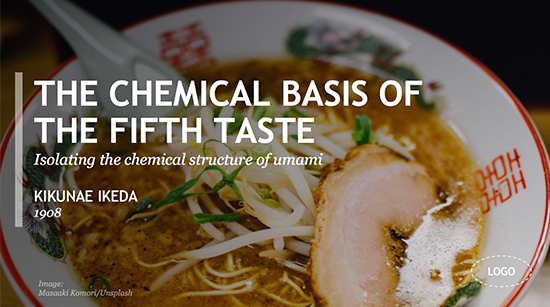 THE CHEMICAL BASIS OF
THE FIFTH TASTE
Isolating the chemical structure of umami
KIKUNAE IKEDA
1908
LOGO
Image:
Masaaki Komori/Unsplash